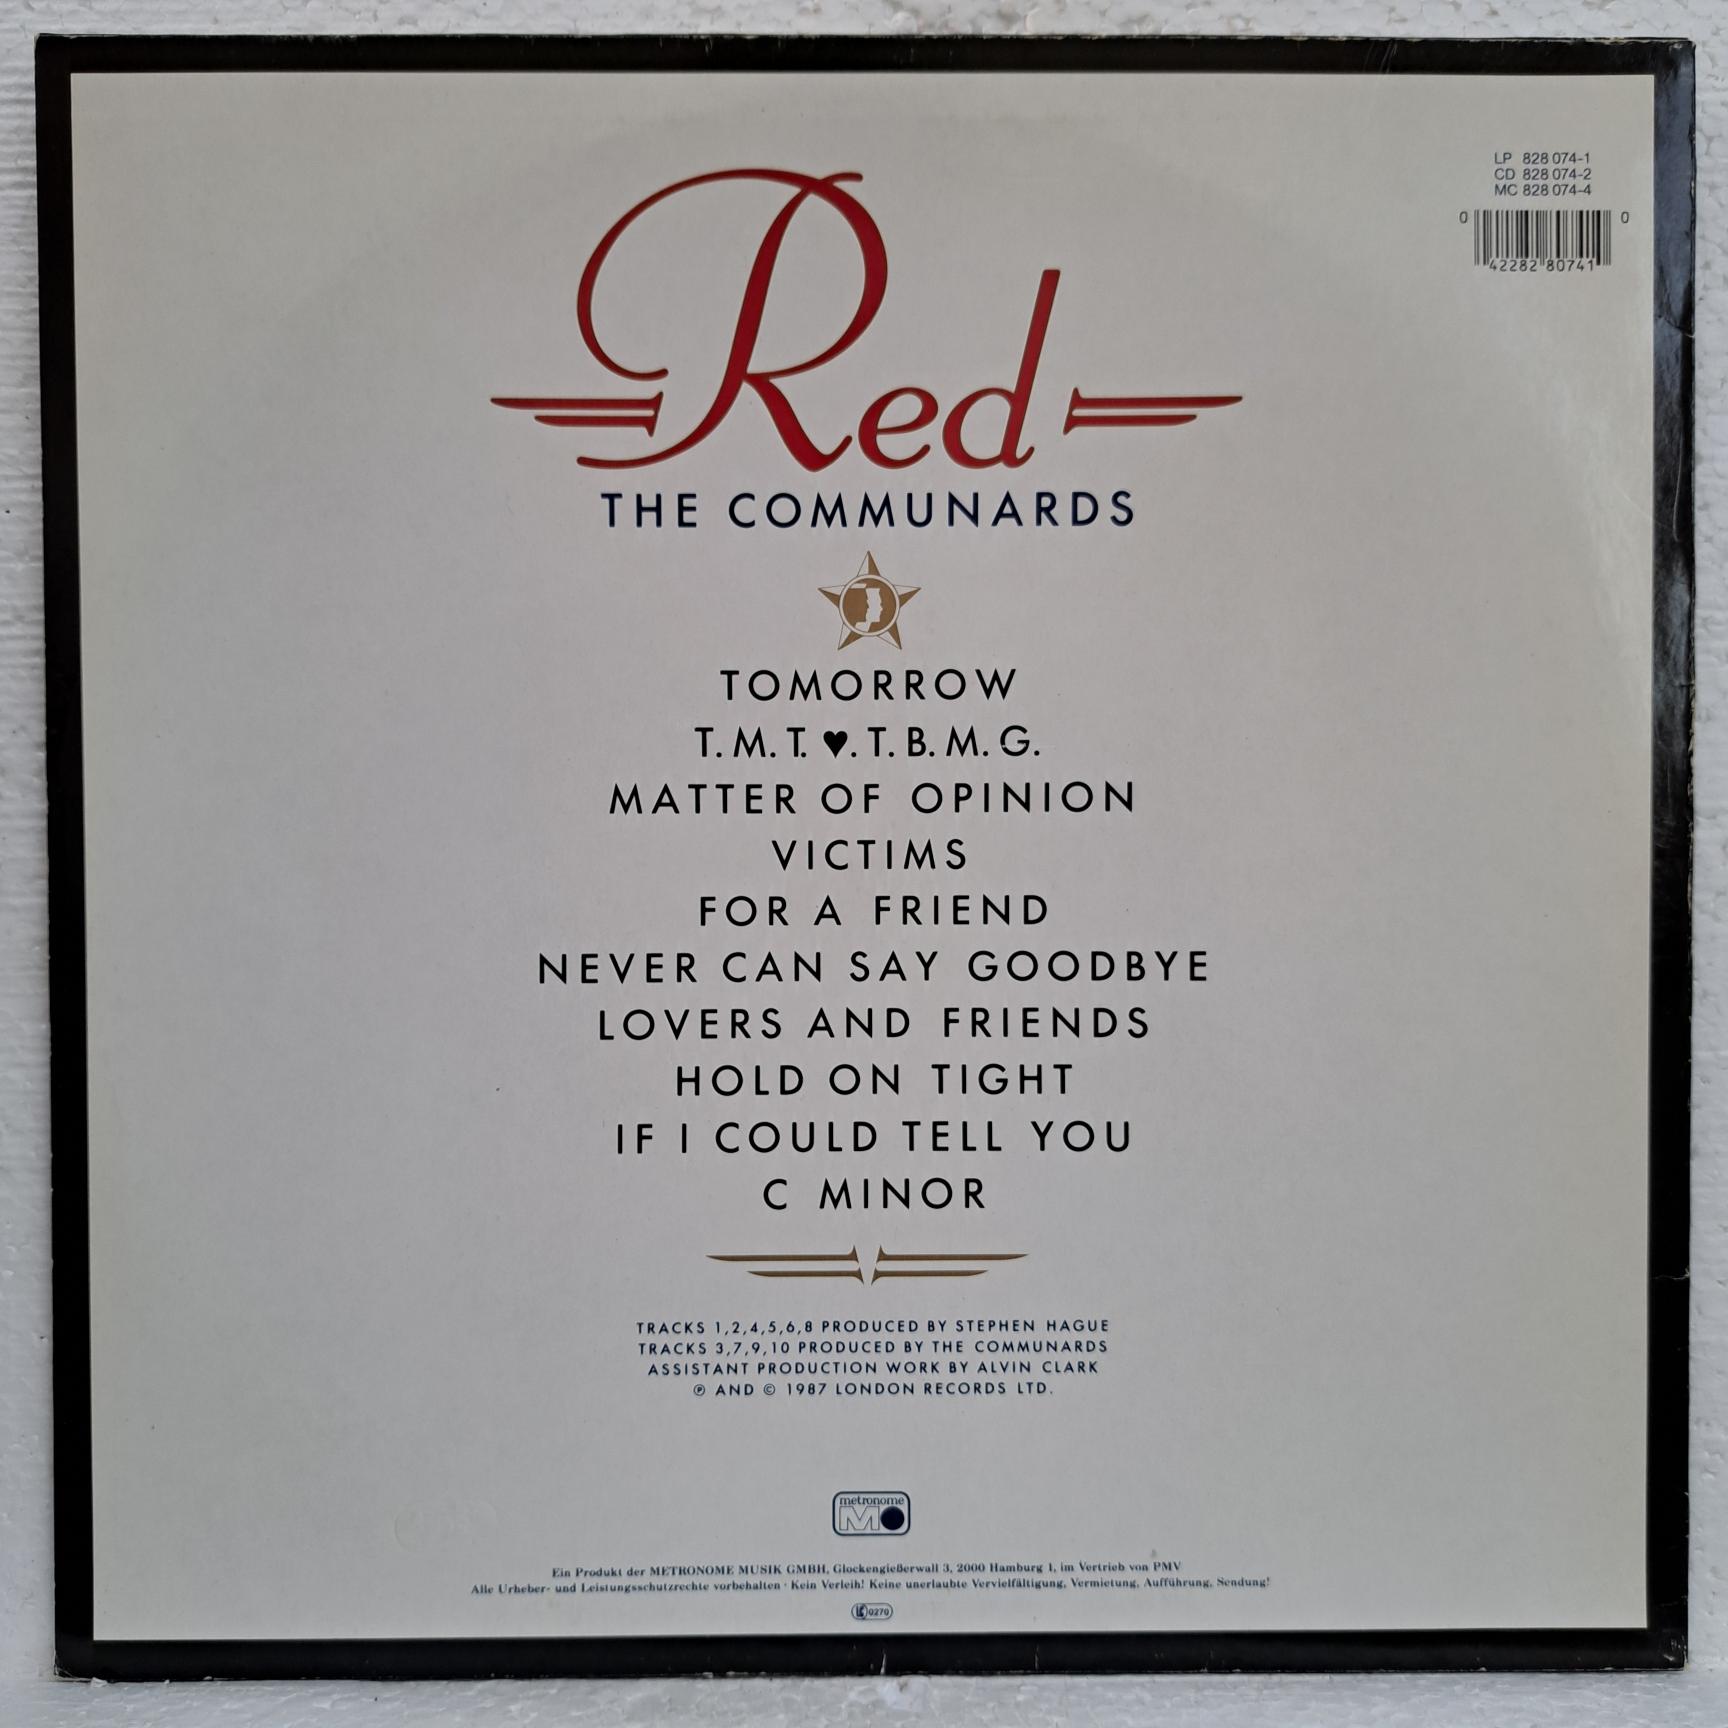 LP 828 074-1
CD 828 074-2
MC 828 074-4
0 42282 80741 0
Red
THE COMMUNARDS
TOMORROW
T. M. T. ♥. T. B. M. G.
MATTER OF OPINION
VICTIMS
FOR A FRIEND
NEVER CAN SAY GOODBYE
LOVERS AND FRIENDS
HOLD ON TIGHT
IF I COULD TELL YOU
C MINOR
TRACKS 1,2,4,5,6,8 PRODUCED BY STEPHEN HAGUE
TRACKS 3,7,9,10 PRODUCED BY THE COMMUNARDS
ASSISTANT PRODUCTION WORK BY ALVIN CLARK
℗ AND © 1987 LONDON RECORDS LTD.
metronome
M
Ein Produkt der METRONOME MUSIK GMBH, Glockengießerwall 3, 2000 Hamburg 1, im Vertrieb von PMV
Alle Urheber- und Leistungsschutzrechte vorbehalten · Kein Verleih! Keine unerlaubte Vervielfältigung, Vermietung, Aufführung, Sendung!
LC 0270